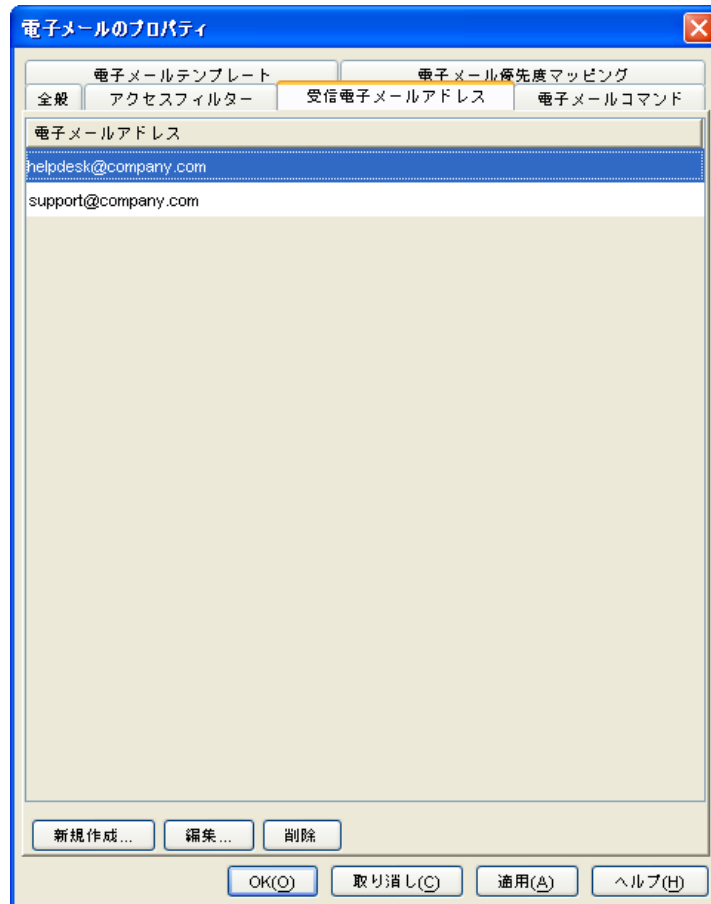 電子メールのプロパティ
電子メールテンプレート 電子メール優先度マッピング
全般 アクセスフィルター 受信電子メールアドレス 電子メールコマンド
電子メールアドレス
helpdesk@company.com
support@company.com
新規作成... 編集... 削除
OK(O) 取り消し(C) 適用(A) ヘルプ(H)